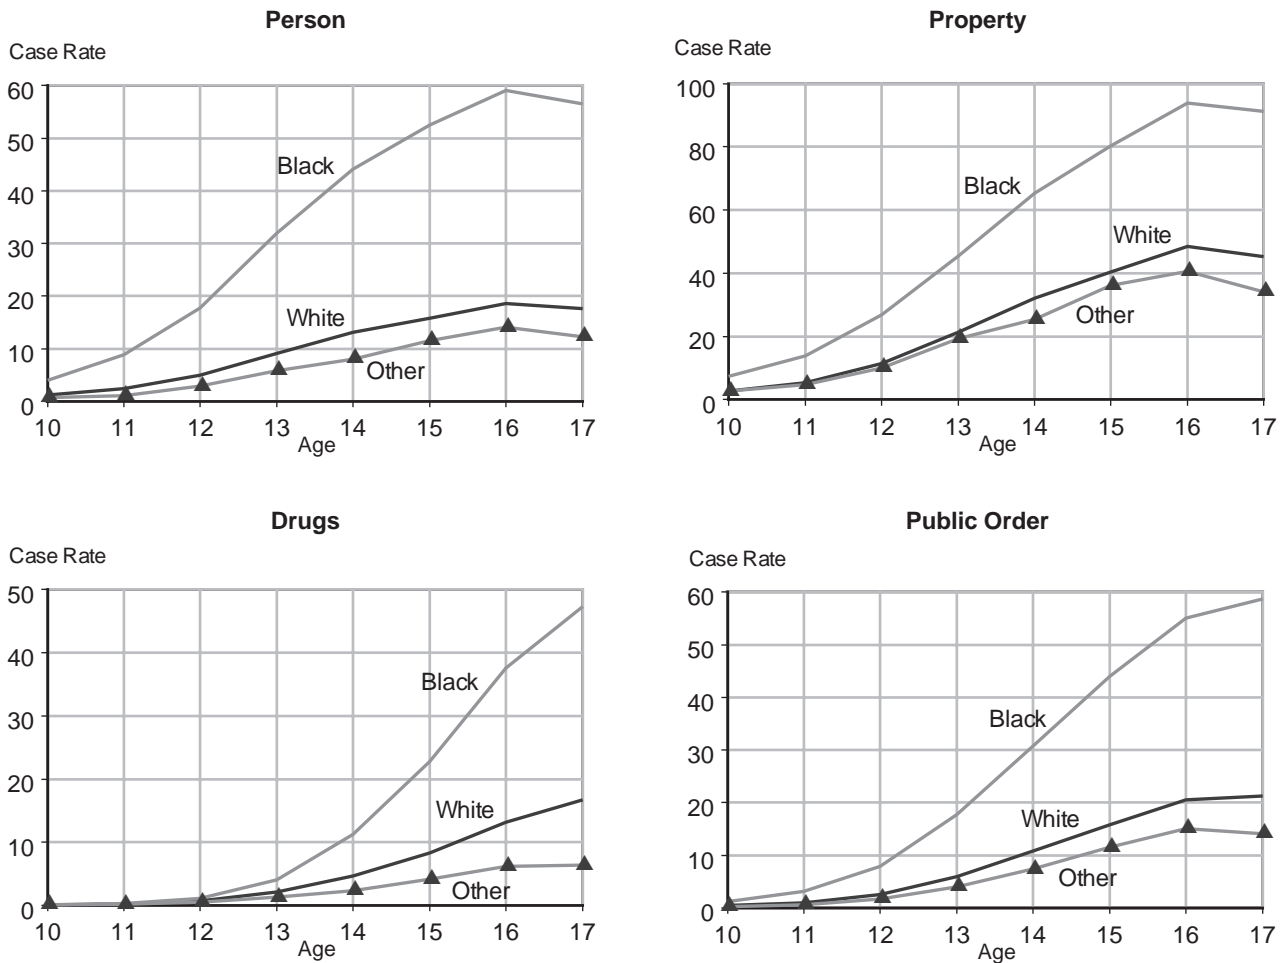 Person
Case Rate
60
50
40
30
20
10
0
Black
White
Other
10 11 12 13 14 15 16 17
Age
Property
Case Rate
100
80
60
40
20
0
Black
White
Other
10 11 12 13 14 15 16 17
Age
Drugs
Case Rate
50
40
30
20
10
0
Black
White
Other
10 11 12 13 14 15 16 17
Age
Public Order
Case Rate
60
50
40
30
20
10
0
Black
White
Other
10 11 12 13 14 15 16 17
Age